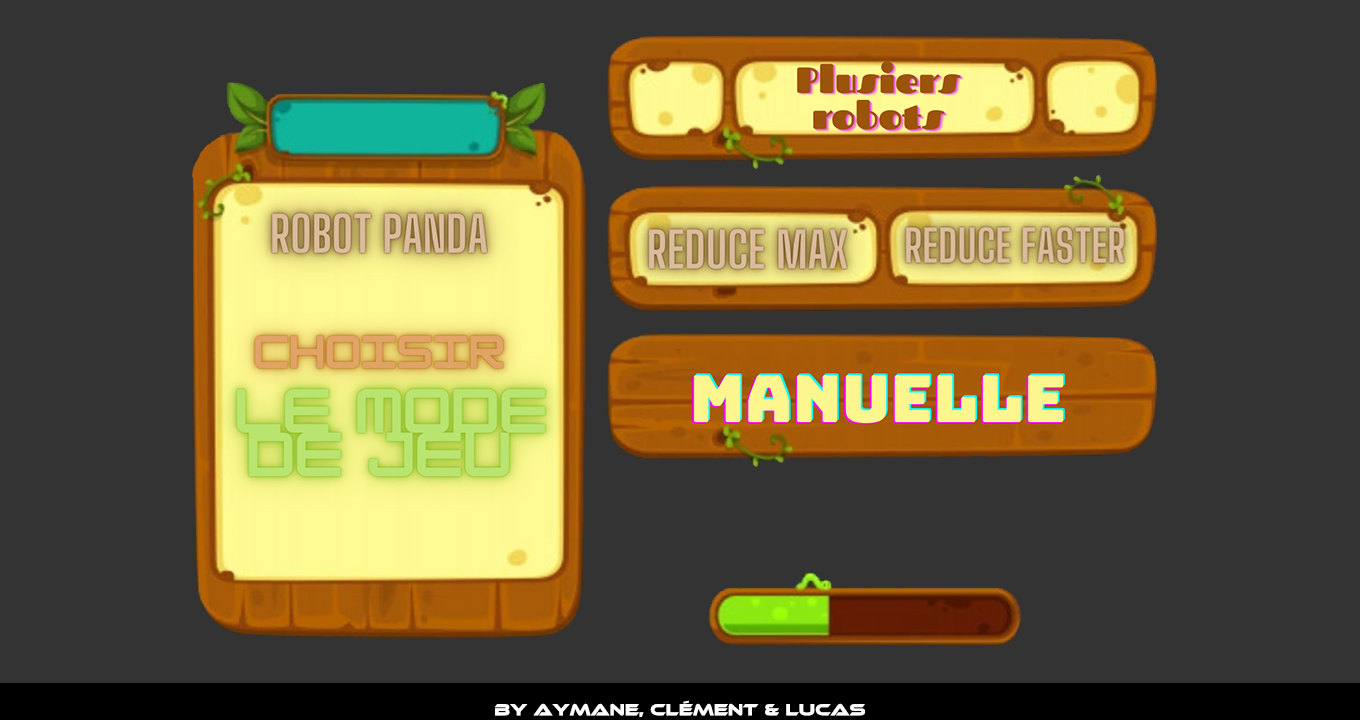 ROBOT PANDA
CHOISIR
LE MODE
DE JEU
Plusiers
robots
REDUCE MAX
REDUCE FASTER
MANUELLE
BY AYMANE, CLÉMENT & LUCAS